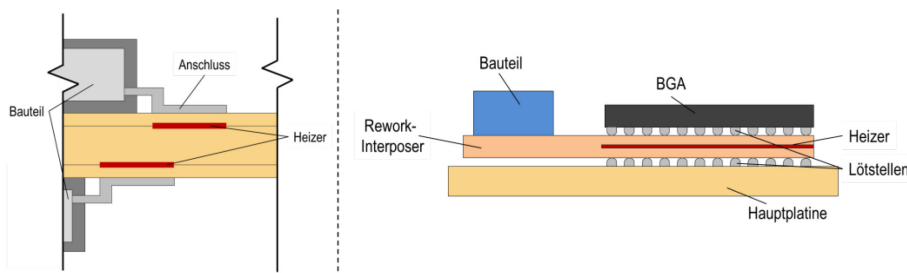 Anschluss
Bauteil
Heizer
Bauteil
BGA
Rework-
Interposer
Heizer
Lötstellen
Hauptplatine